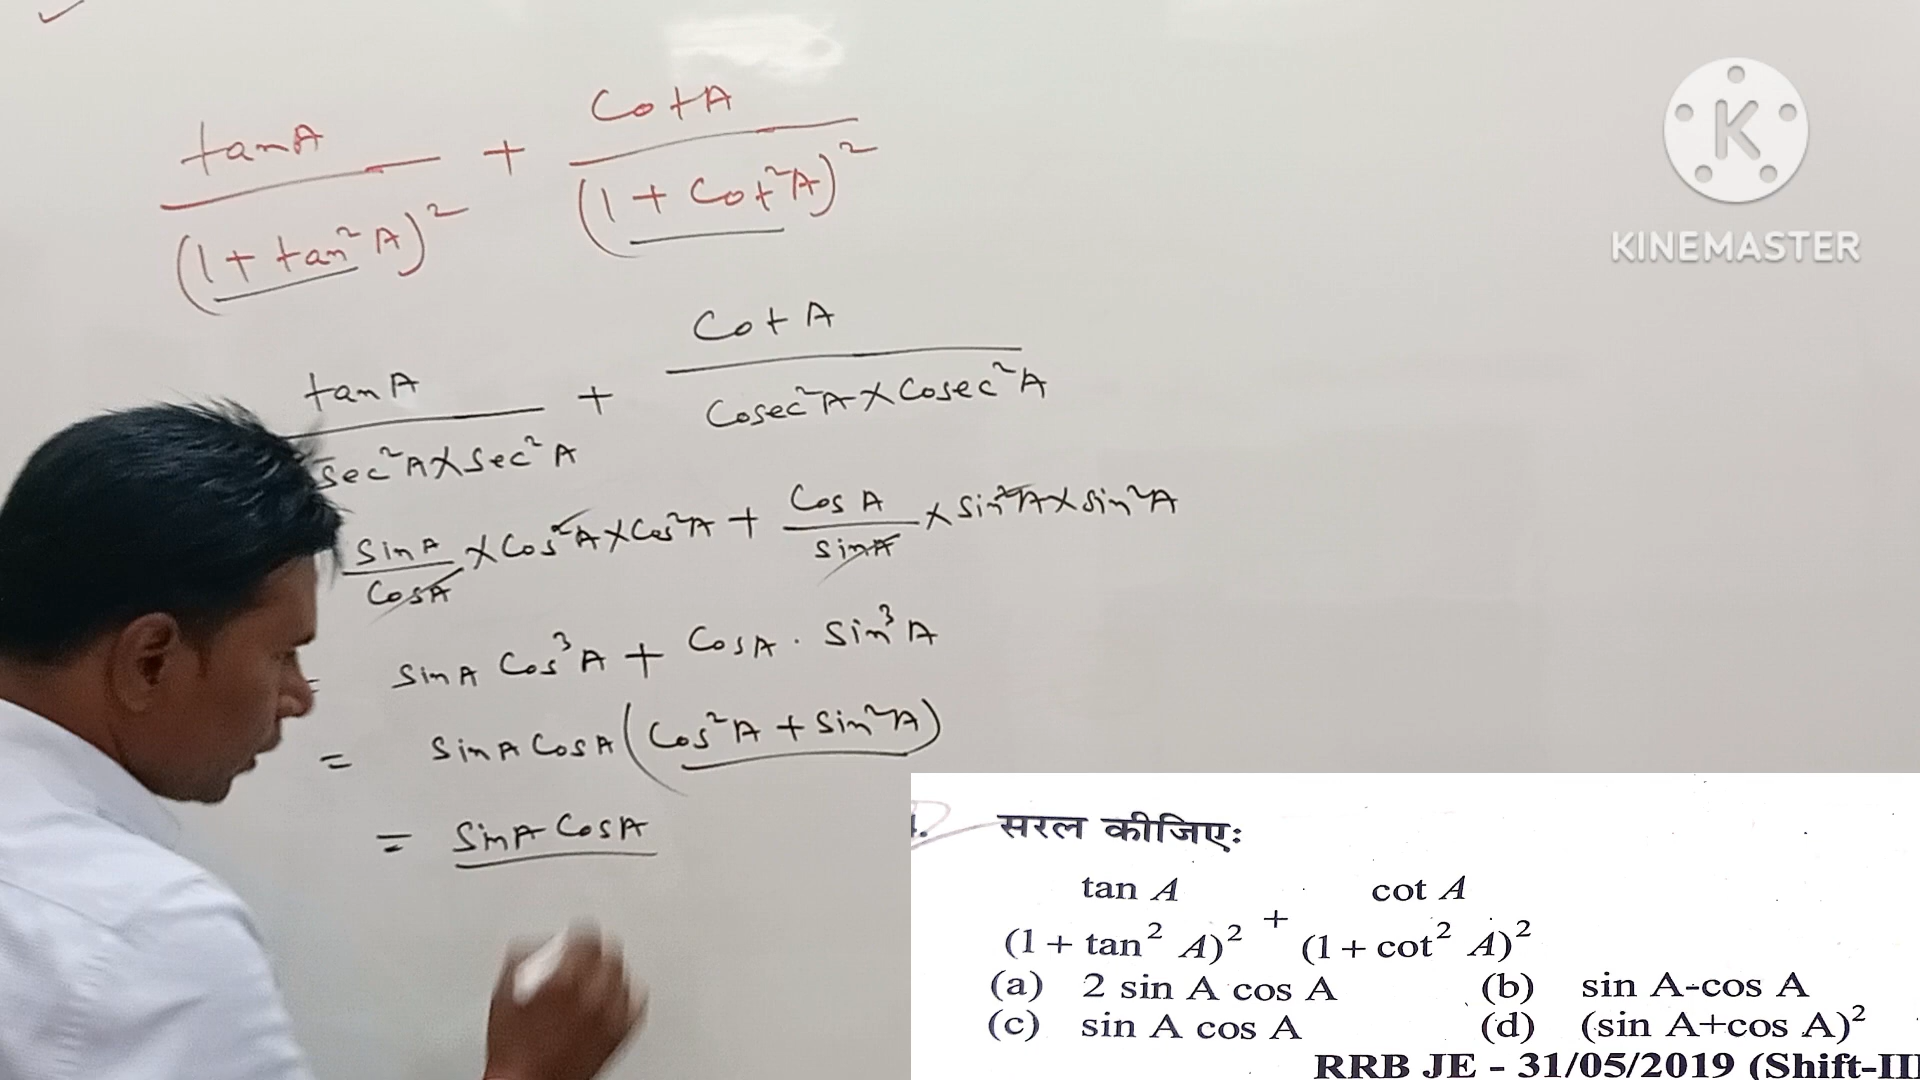 tanA/(1+tan²A)² + CotA/(1+Cot²A)²
tanA/sec²A×sec²A + CotA/Cosec²A×Cosec²A
SinA/CosA ×Cos²A×Cos²A + CosA/SinA ×Sin²A×Sin²A
= SinA Cos³A + CosA . Sin³A
= SinA CosA (Cos²A + Sin²A)
= SinA CosA
KINEMASTER
सरल कीजिएः
tan A/(1 + tan² A)² + cot A/(1 + cot² A)²
(a) 2 sin A cos A (b) sin A-cos A
(c) sin A cos A (d) (sin A+cos A)²
RRB JE - 31/05/2019 (Shift-III